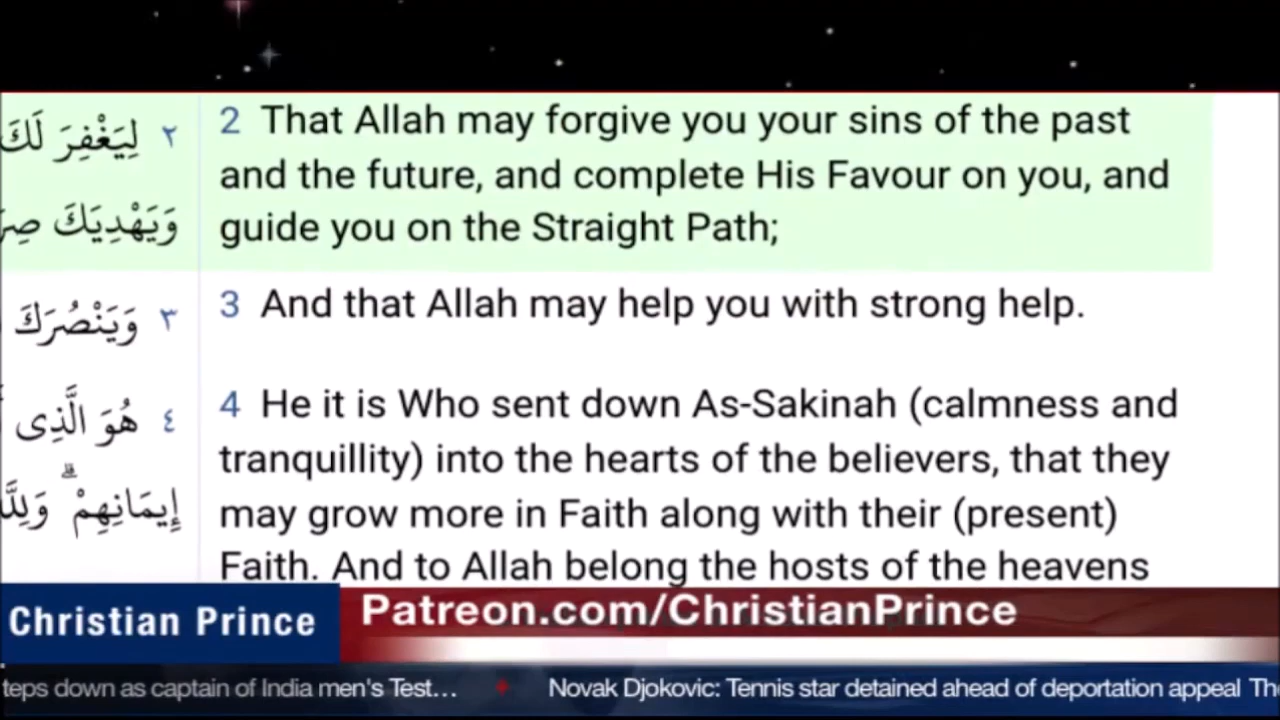 ٢ لِيَغْفِرَ لَكَ
وَيَهْدِيَكَ
2 That Allah may forgive you your sins of the past
and the future, and complete His Favour on you, and
guide you on the Straight Path;
٣ وَيَنْصُرَكَ
3 And that Allah may help you with strong help.
٤ هُوَ الَّذِى
إِيمَانِهِمْ ۗ
4 He it is Who sent down As-Sakinah (calmness and
tranquillity) into the hearts of the believers, that they
may grow more in Faith along with their (present)
Faith. And to Allah belong the hosts of the heavens
Christian Prince
Patreon.com/ChristianPrince
teps down as captain of India men's Test... Novak Djokovic: Tennis star detained ahead of deportation appeal Th